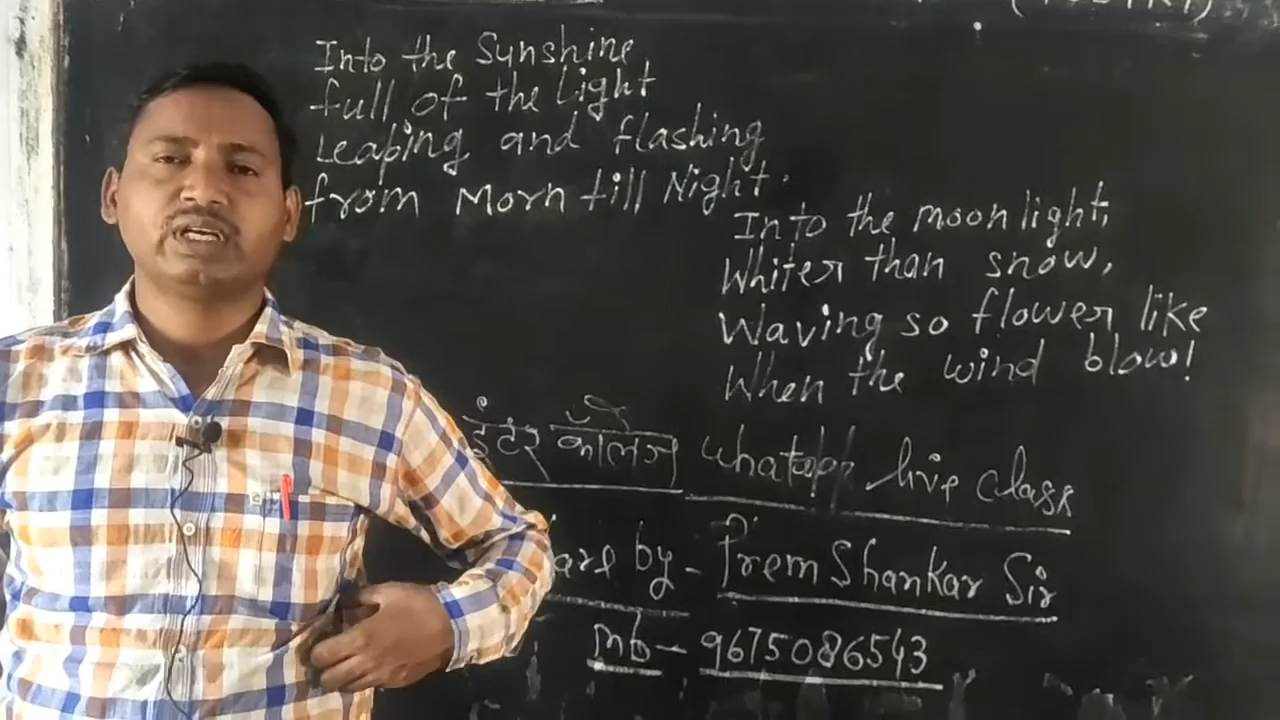 (POETRY)
Into the Sunshine
full of the Light
Leaping and flashing
from Morn till Night.
Into the moon light,
Whiter than snow,
Waving so flower like
When the wind blow!
इंटर कॉलेज whatapp live class
are by - Prem Shankar Sir
Mb - 9675086543